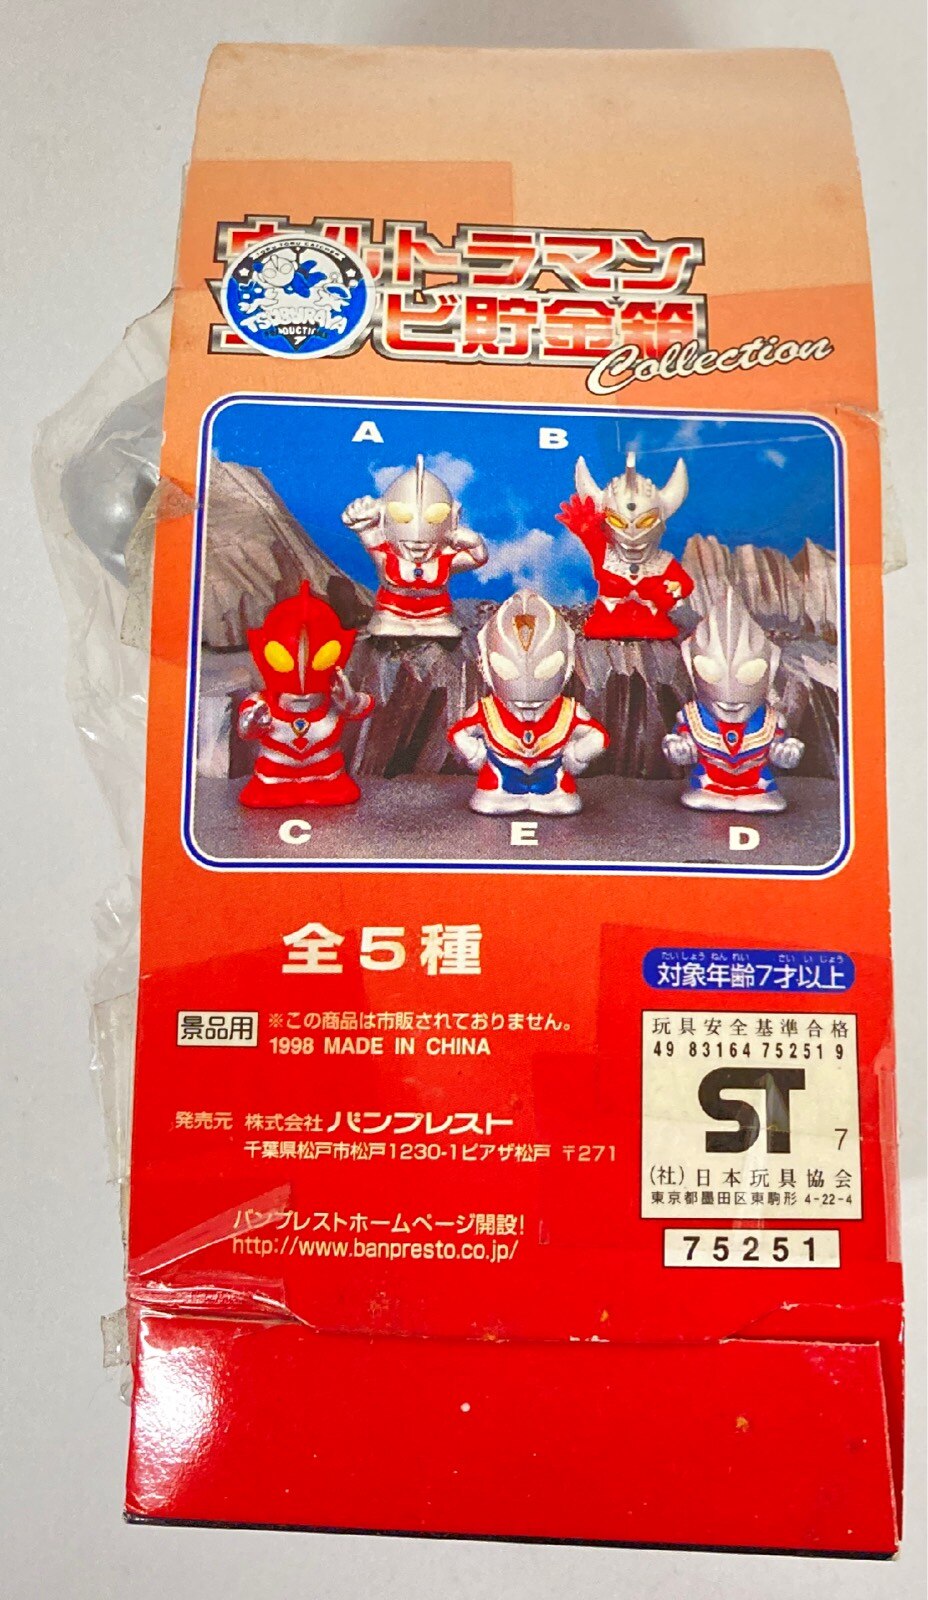 ウルトラマン
ビ貯金箱
Collection
TSUBURAYA
A
B
C
E
D
全5種
たいしょう ねん れい さい い じょう
対象年齢7才以上
景品用
※この商品は市販されておりません。
1998 MADE IN CHINA
玩具安全基準合格
49 83164 75251 9
ST
7
(社)日本玩具協会
東京都墨田区東駒形 4-22-4
75251
発売元 株式会社 バンプレスト
千葉県松戸市松戸1230-1ピアザ松戸 〒271
バンプレストホームページ開設!
http://www.banpresto.co.jp/